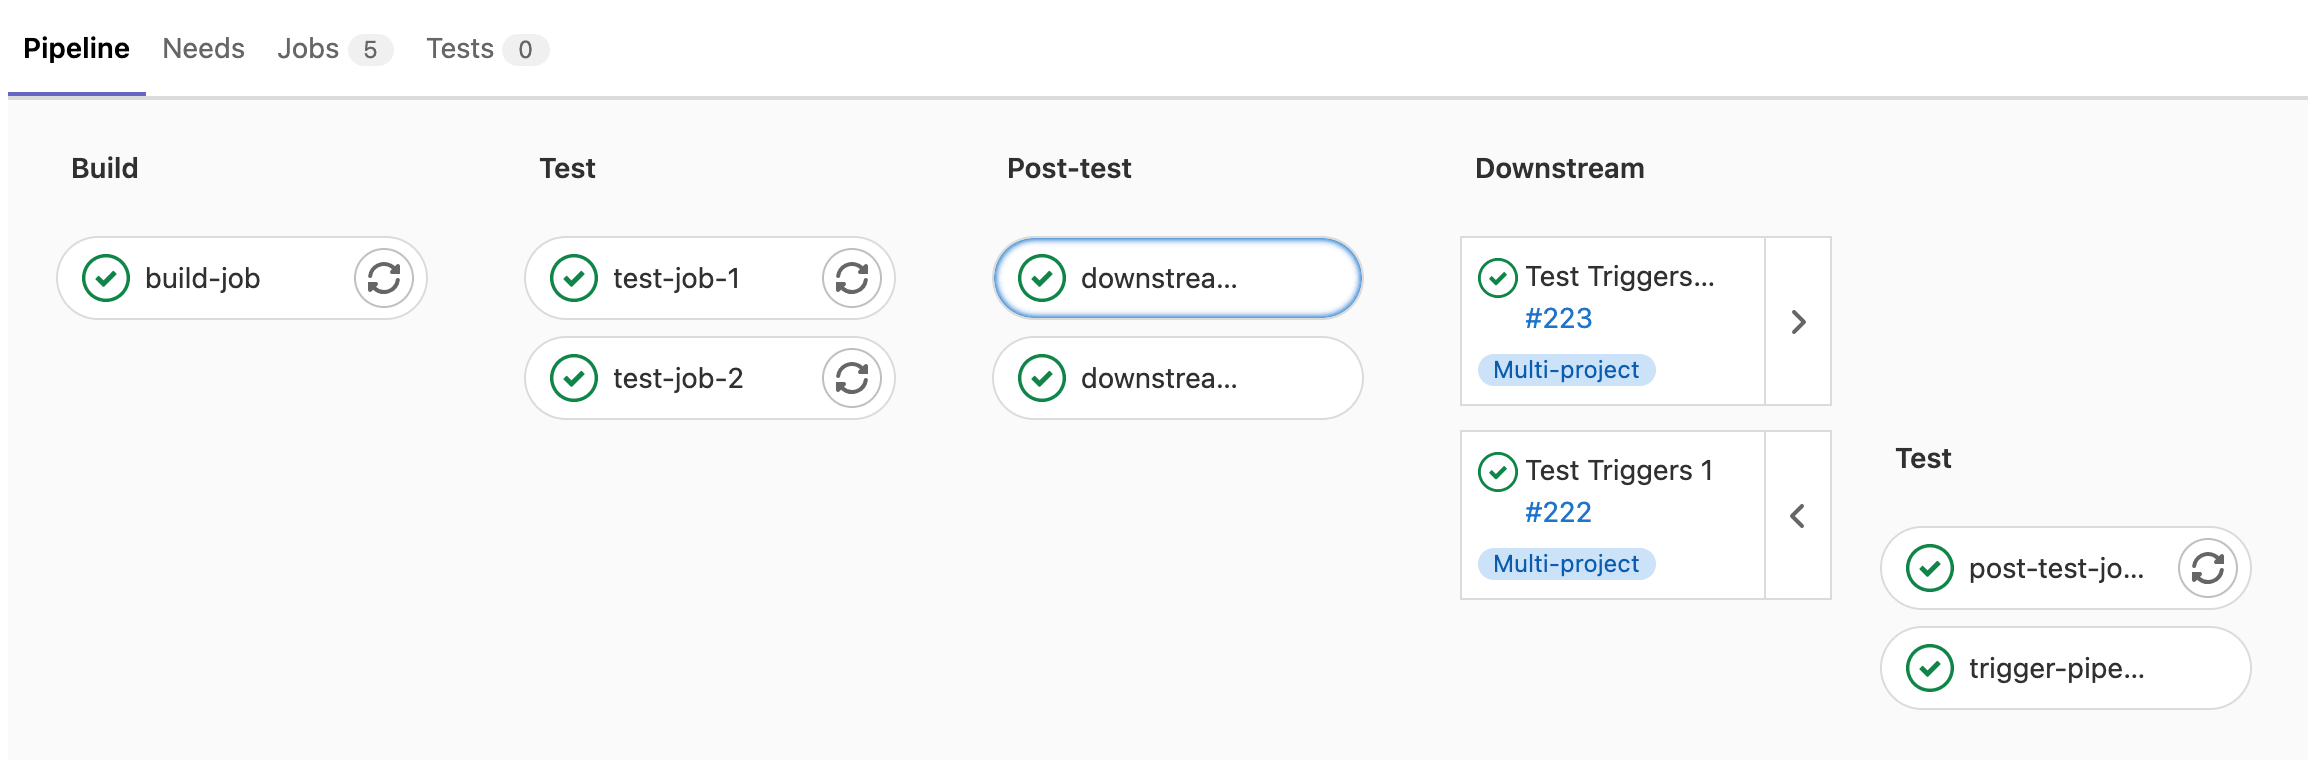 Pipeline Needs Jobs 5 Tests 0
Build
build-job
Test
test-job-1
test-job-2
Post-test
downstrea...
downstrea...
Downstream
Test Triggers...
#223
Multi-project
Test Triggers 1
#222
Multi-project
Test
post-test-jo...
trigger-pipe...